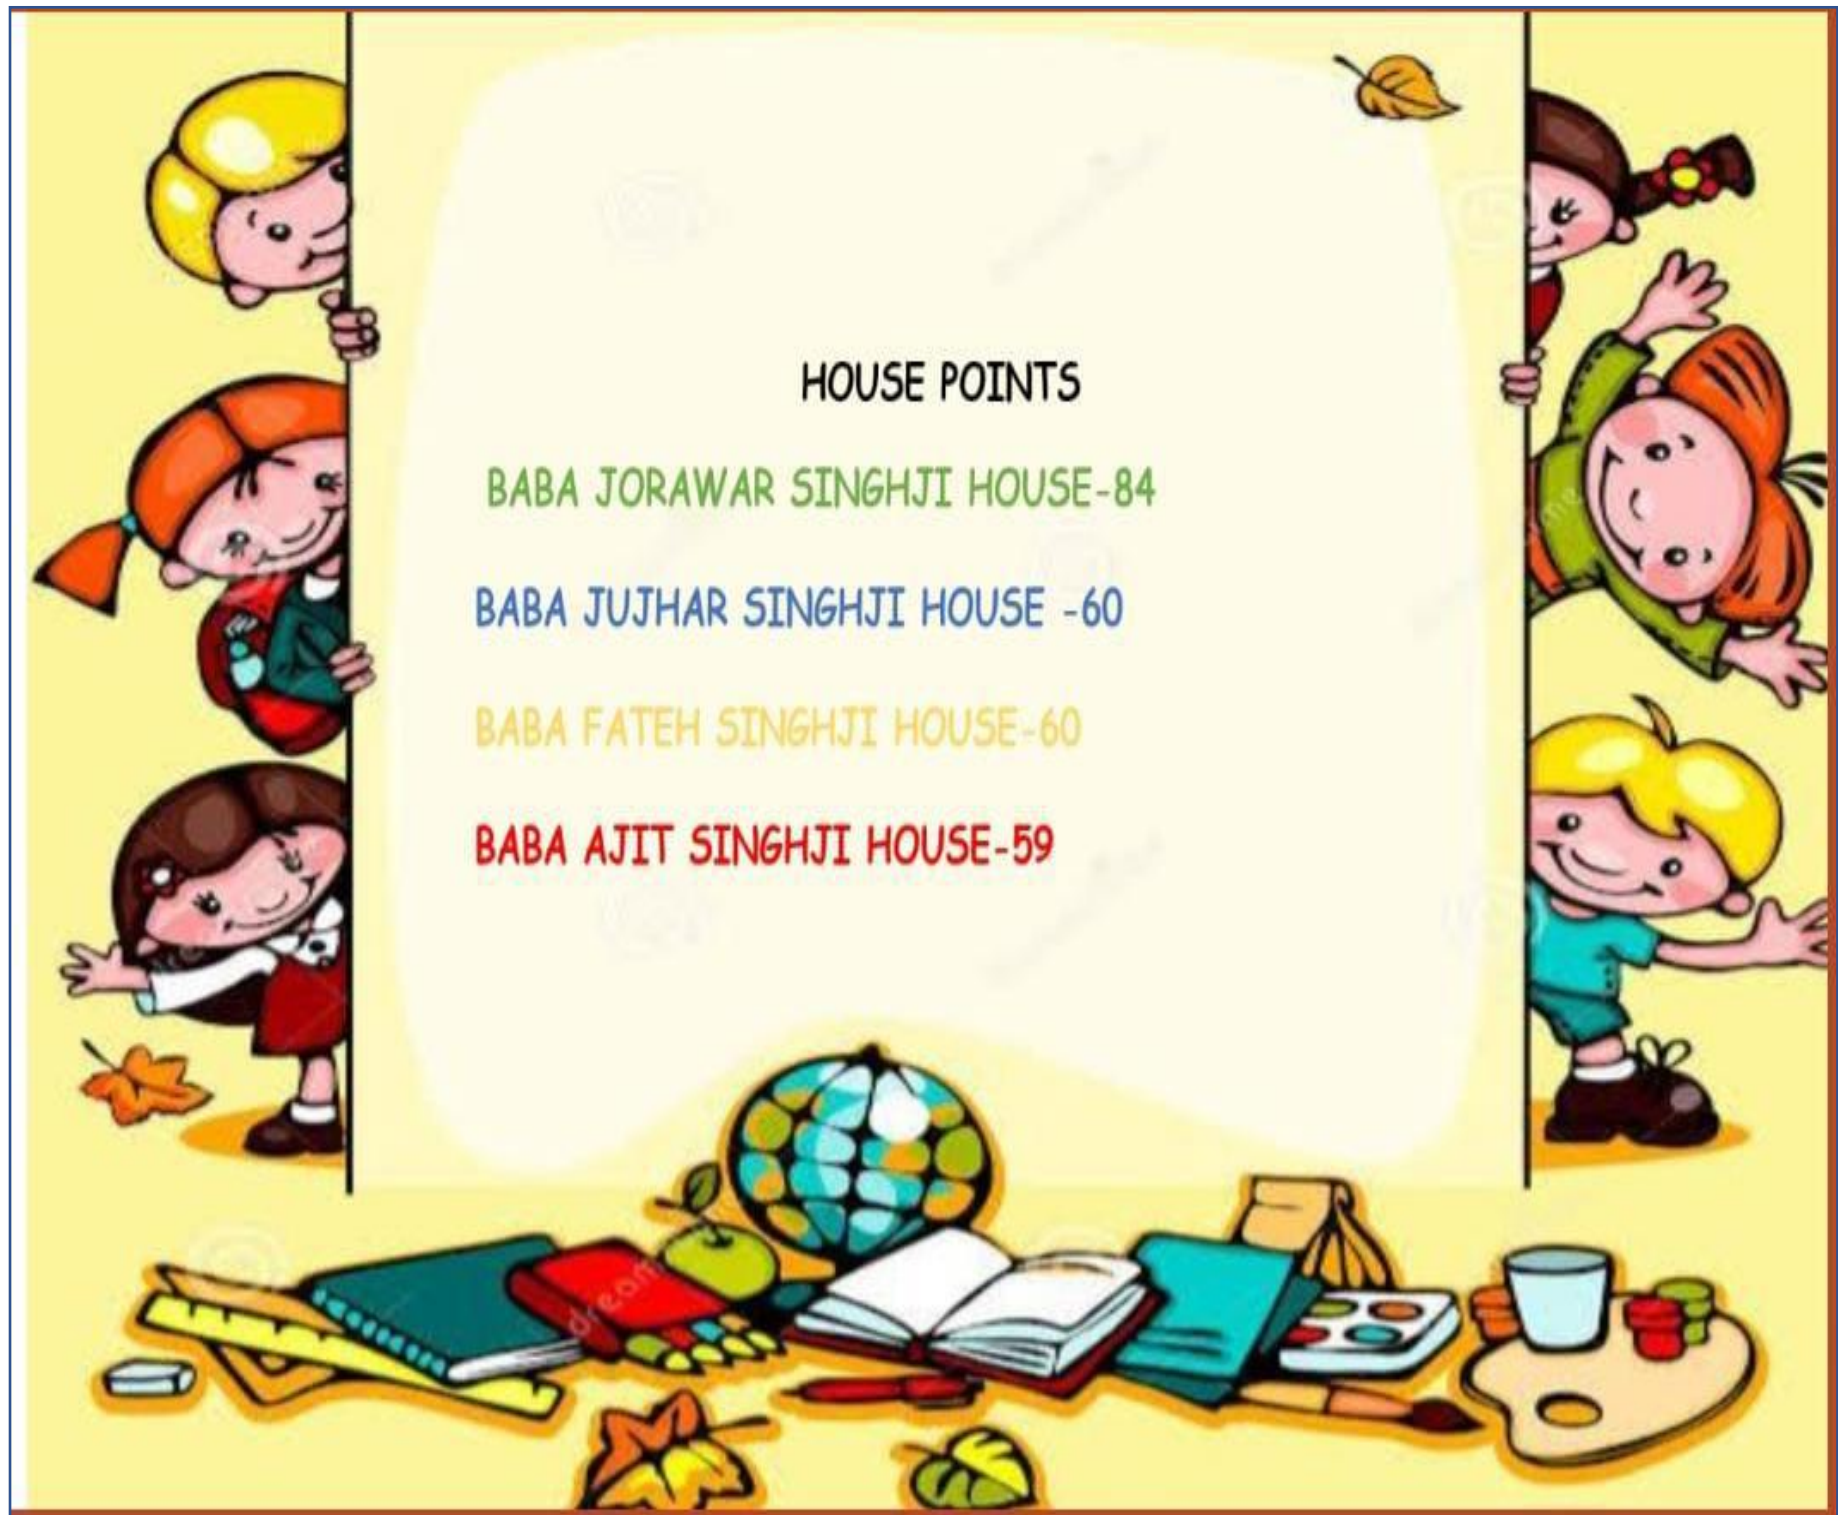 HOUSE POINTS
BABA JORAWAR SINGHJI HOUSE-84
BABA JUJHAR SINGHJI HOUSE -60
BABA FATEH SINGHJI HOUSE-60
BABA AJIT SINGHJI HOUSE-59